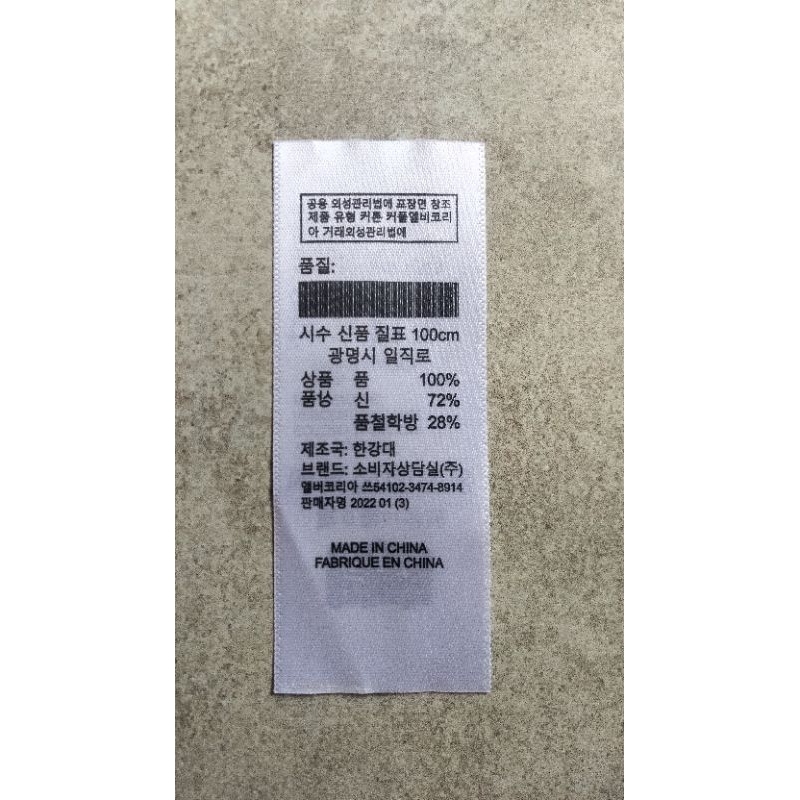 공용 외성관리법에 표장면 창조
제품 유형 커튼 커풀엘비코리
아 거래외성관리법에
품질:
시수 신품 질표 100cm
광명시 일직로
상품 품 100%
품상 신 72%
품철학방 28%
제조국: 한강대
브랜드: 소비자상담실(주)
엘비코리아 쓰54102-3474-8914
판매자명 2022 01 (3)
MADE IN CHINA
FABRIQUE EN CHINA